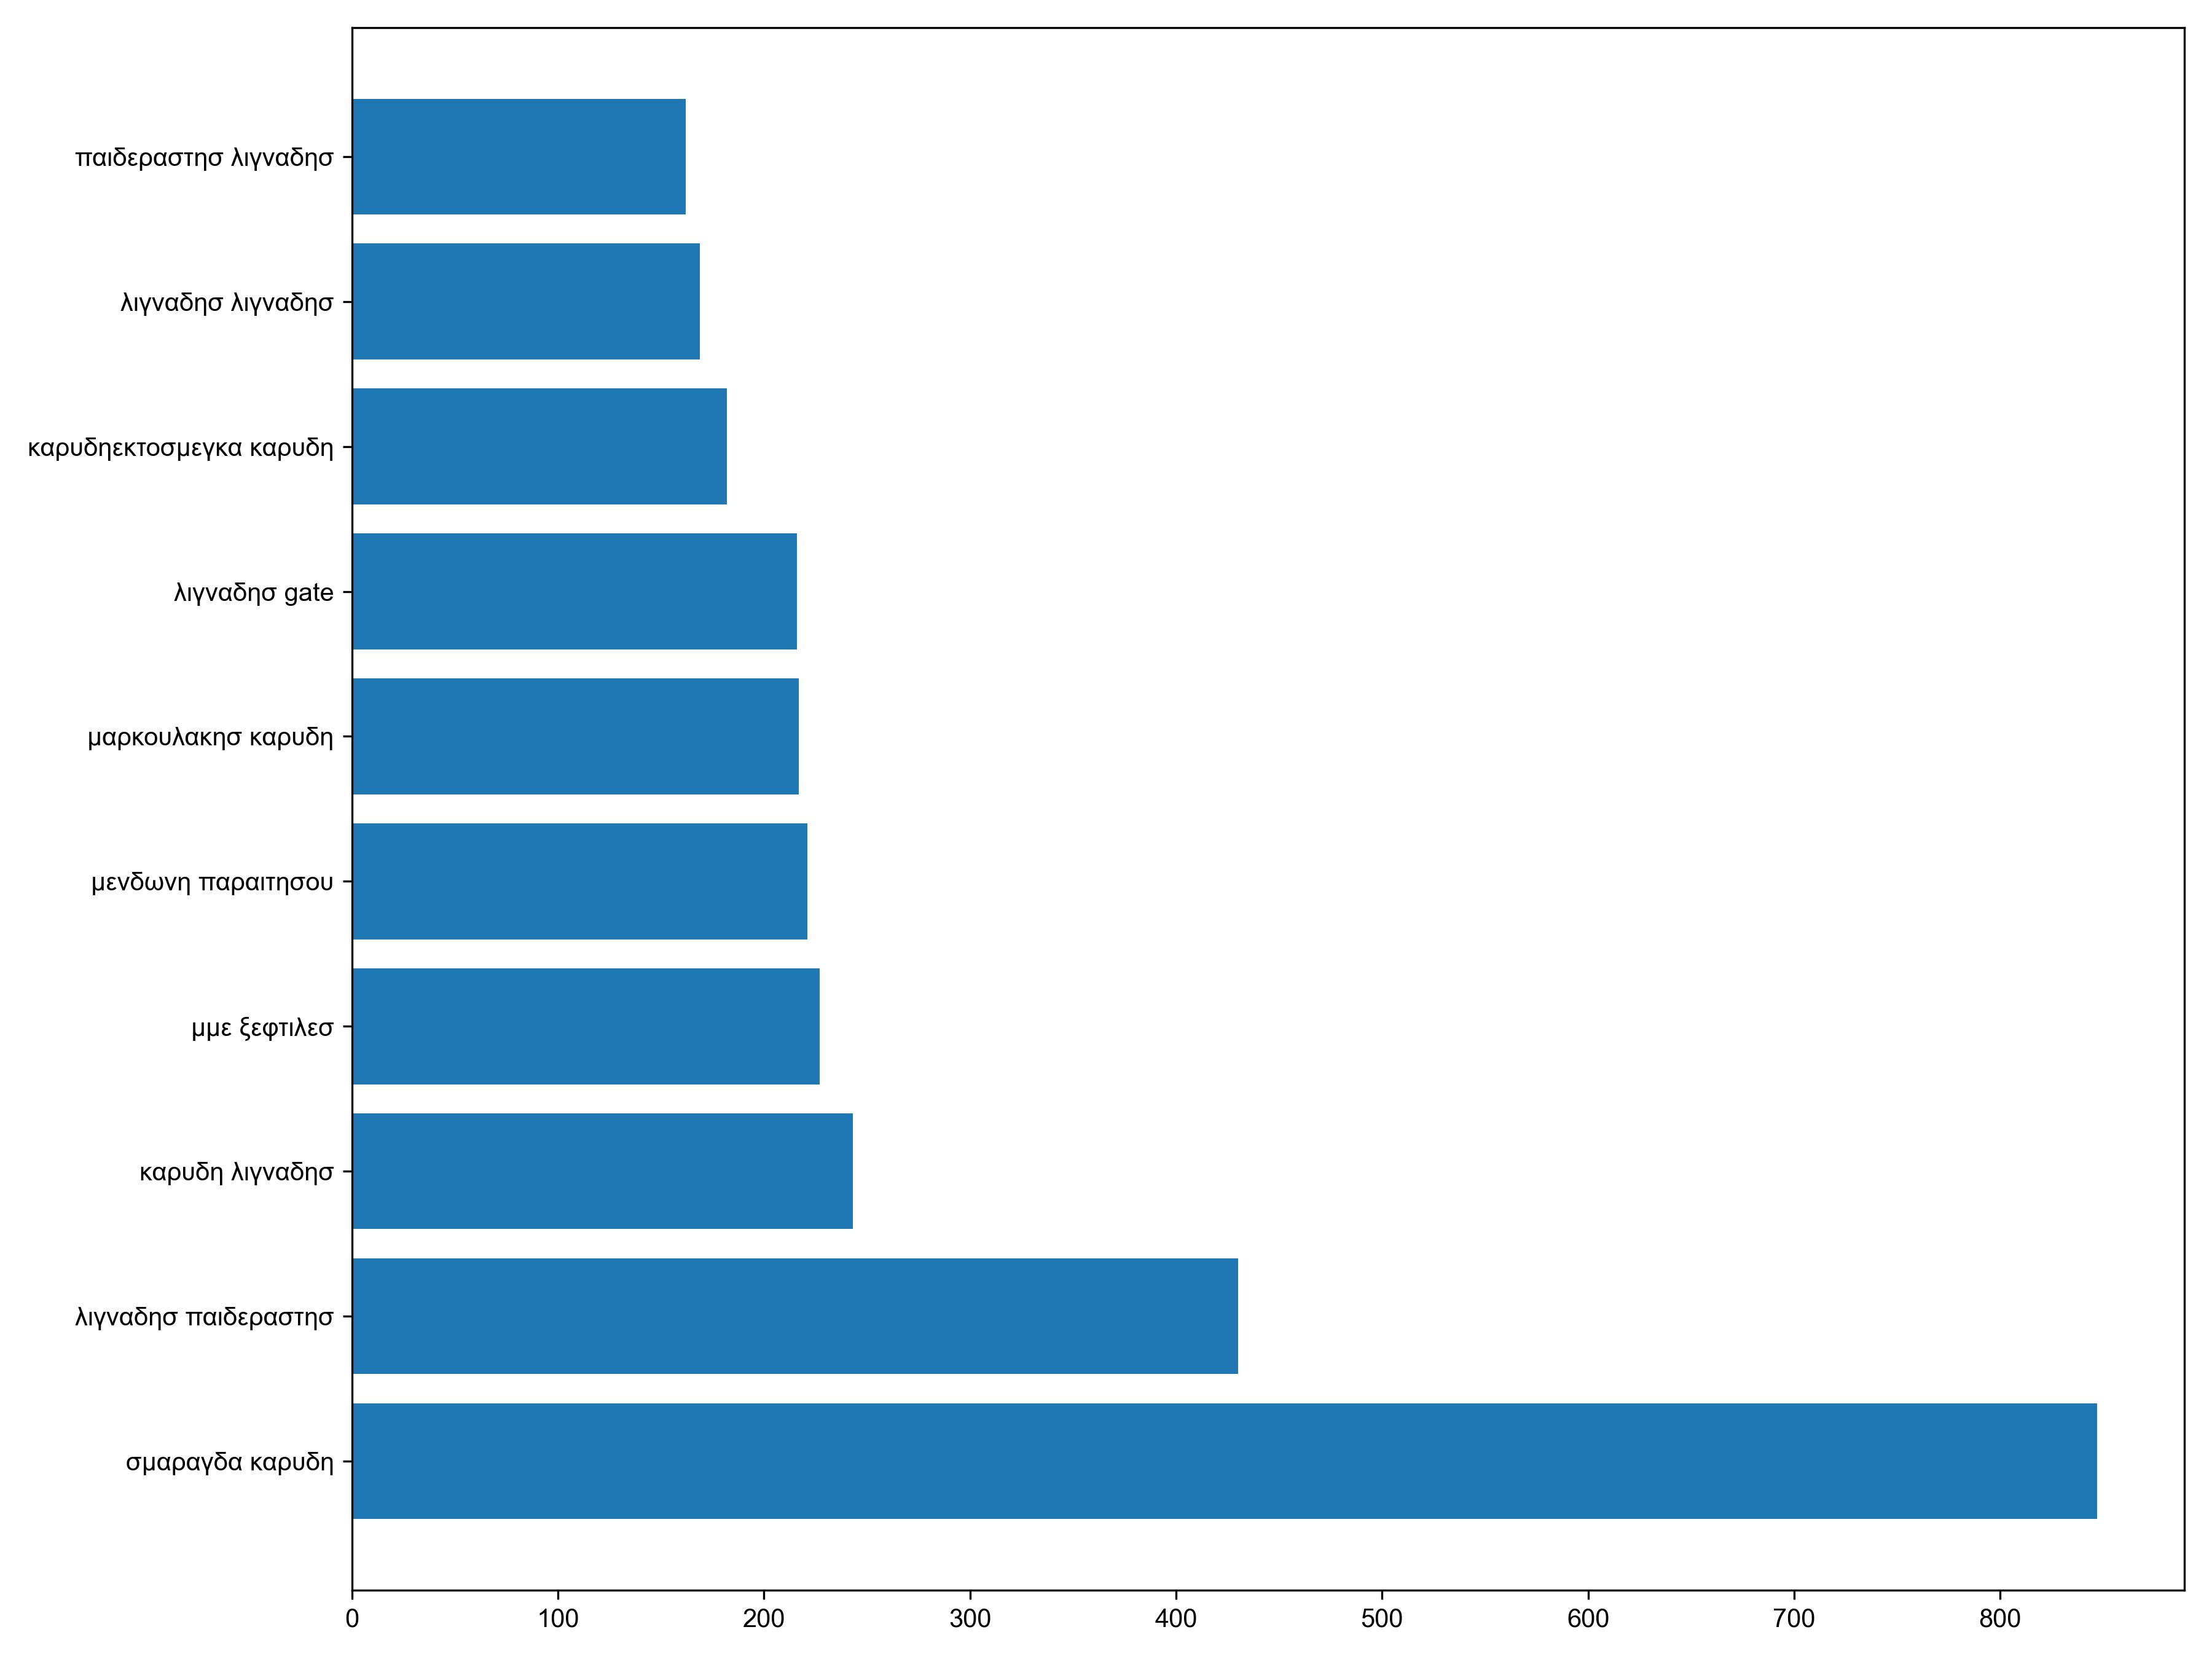 παιδεραστησ λιγναδησ
λιγναδησ λιγναδησ
καρυδηεκτοσμεγκα καρυδη
λιγναδησ gate
μαρκουλακησ καρυδη
μενδωνη παραιτησου
μμε ξεφτιλεσ
καρυδη λιγναδησ
λιγναδησ παιδεραστησ
σμαραγδα καρυδη
0 100 200 300 400 500 600 700 800